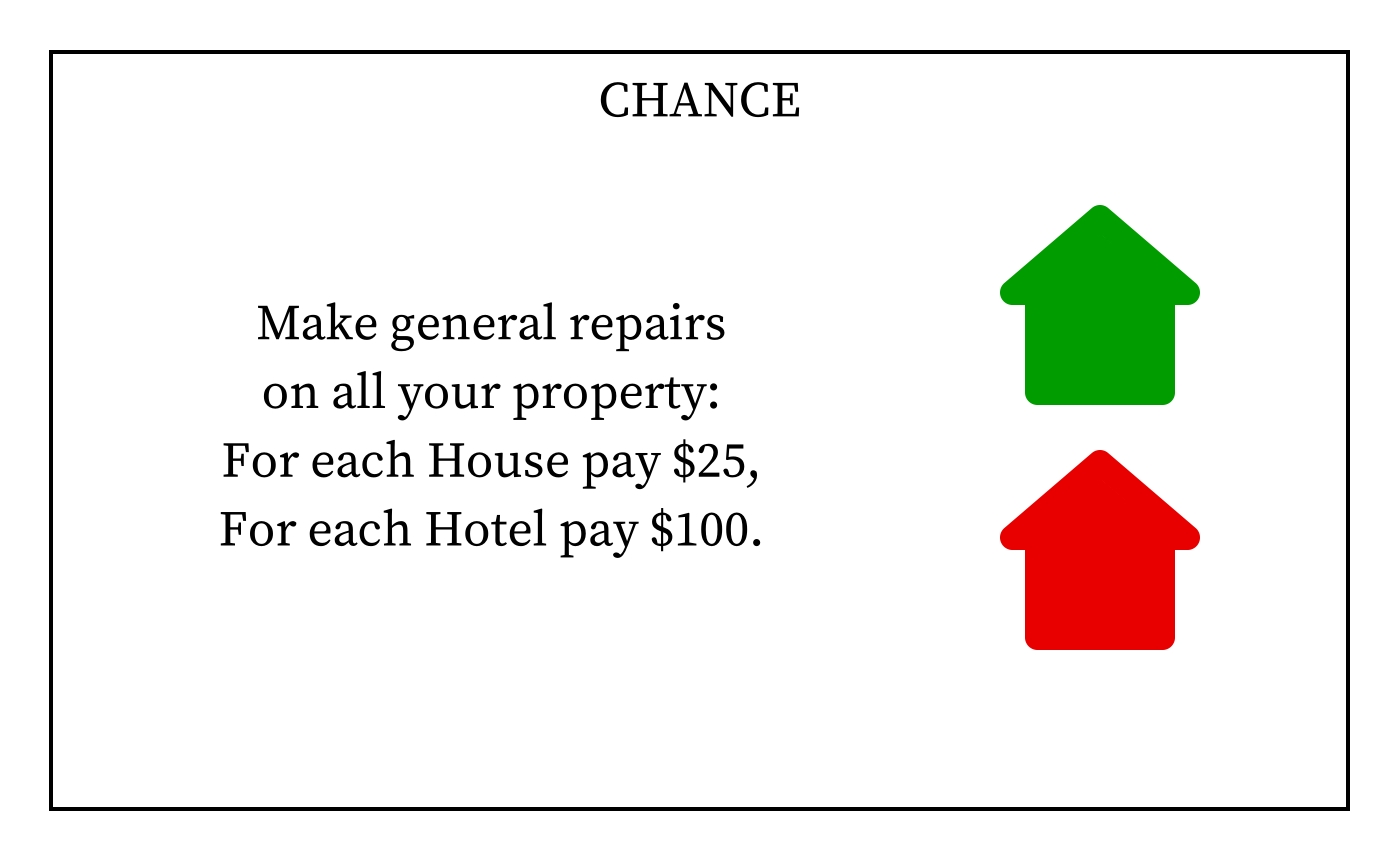 CHANCE
Make general repairs
on all your property:
For each House pay $25,
For each Hotel pay $100.